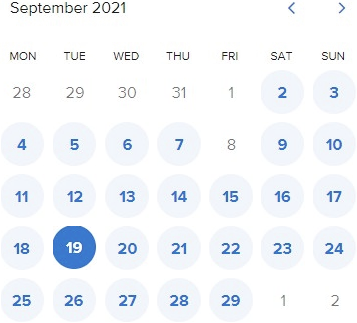 September 2021
MON TUE WED THU FRI SAT SUN
28 29 30 31 1 2 3
4 5 6 7 8 9 10
11 12 13 14 15 16 17
18 19 20 21 22 23 24
25 26 27 28 29 1 2